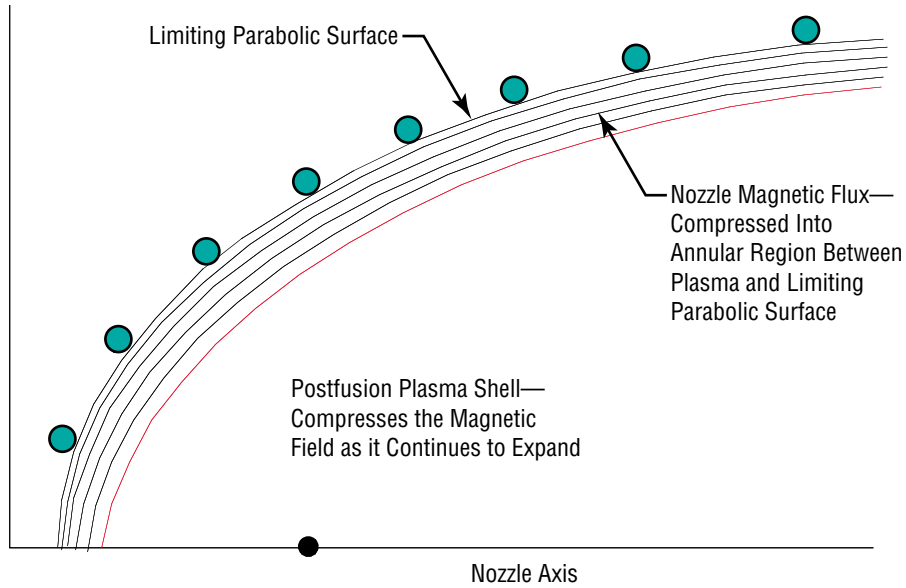 Limiting Parabolic Surface
Nozzle Magnetic Flux—
Compressed Into
Annular Region Between
Plasma and Limiting
Parabolic Surface
Postfusion Plasma Shell—
Compresses the Magnetic
Field as it Continues to Expand
Nozzle Axis